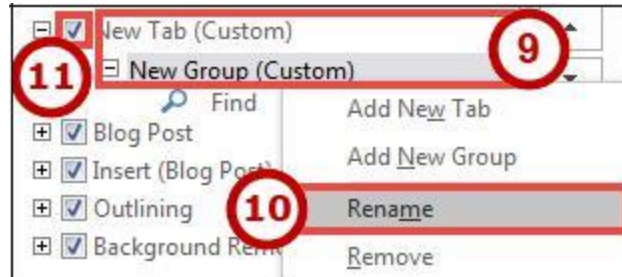 New Tab (Custom)
9
11
New Group (Custom)
Find
Add New Tab
Blog Post
Add New Group
Insert (Blog Post)
Outlining
10
Rename
Background
Remove